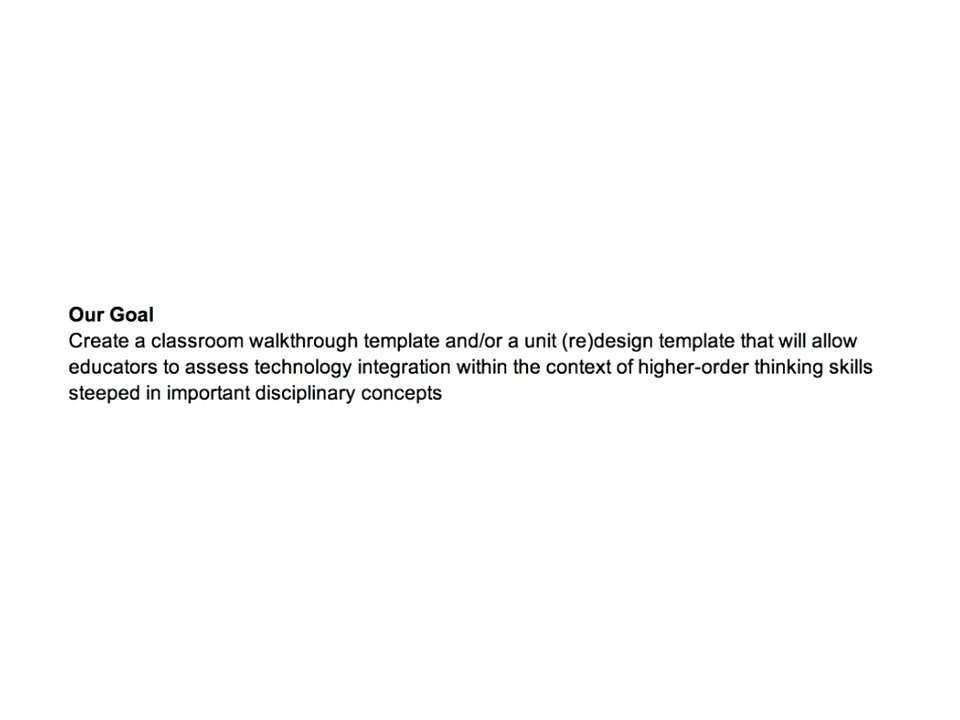 Our Goal
Create a classroom walkthrough template and/or a unit (re)design template that will allow
educators to assess technology integration within the context of higher-order thinking skills
steeped in important disciplinary concepts